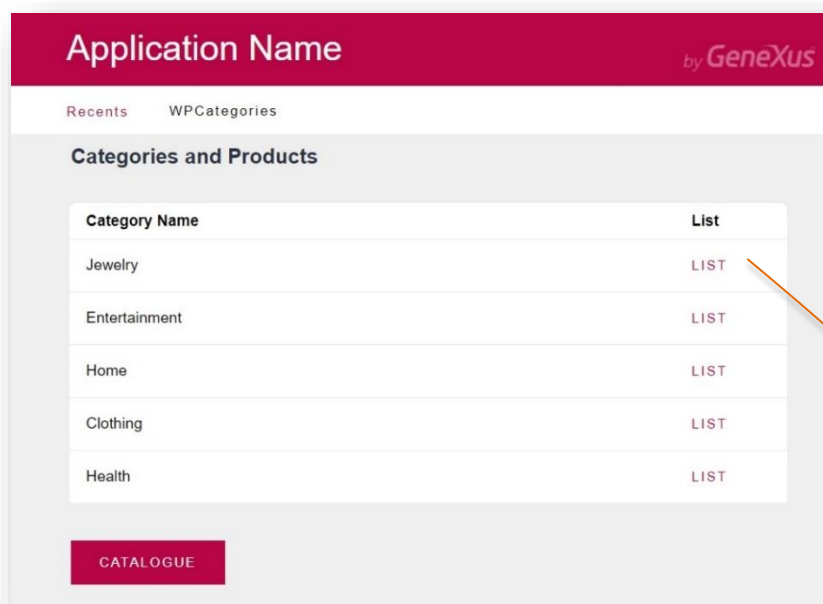 Application Name
by GeneXus
Recents WPCategories
Categories and Products
Category Name List
Jewelry LIST
Entertainment LIST
Home LIST
Clothing LIST
Health LIST
CATALOGUE